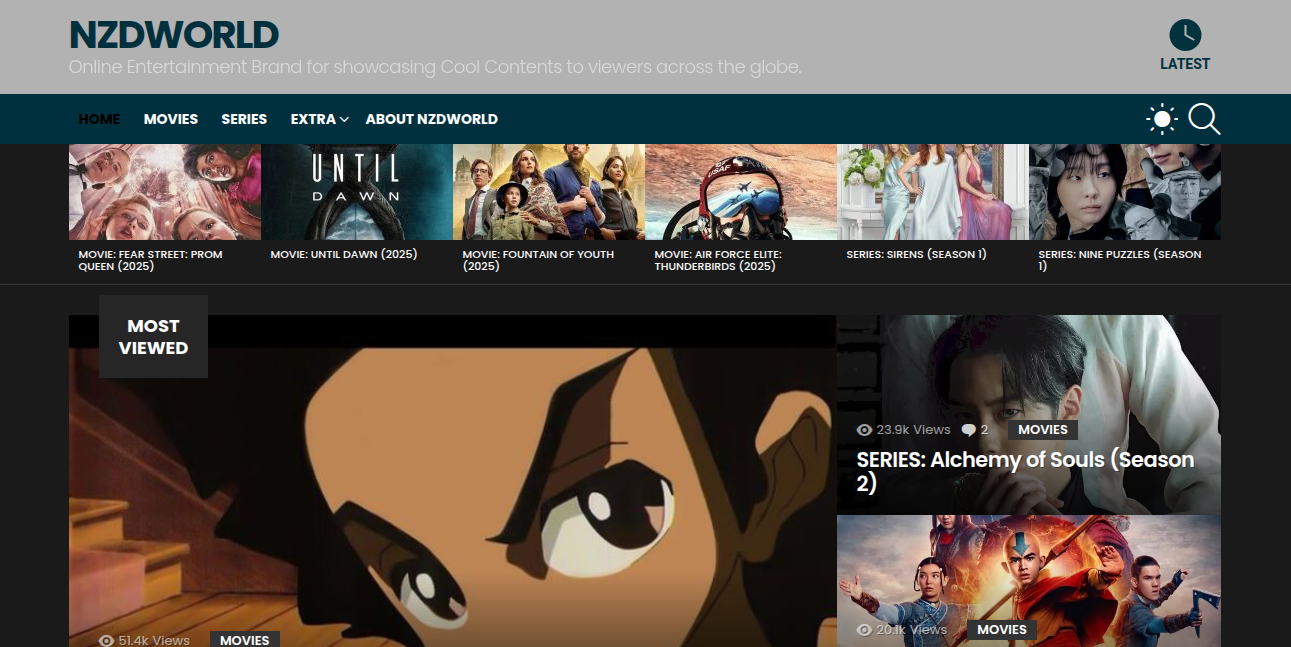 NZDWORLD
Online Entertainment Brand for showcasing Cool Contents to viewers across the globe.
LATEST
HOME MOVIES SERIES EXTRA ABOUT NZDWORLD
UNTIL
DAWN
USAF
MOVIE: FEAR STREET: PROM
QUEEN (2025)
MOVIE: UNTIL DAWN (2025)
MOVIE: FOUNTAIN OF YOUTH
(2025)
MOVIE: AIR FORCE ELITE:
THUNDERBIRDS (2025)
SERIES: SIRENS (SEASON 1)
SERIES: NINE PUZZLES (SEASON
1)
MOST
VIEWED
51.4k Views MOVIES
23.9k Views 2 MOVIES
SERIES: Alchemy of Souls (Season
2)
20.1k Views MOVIES